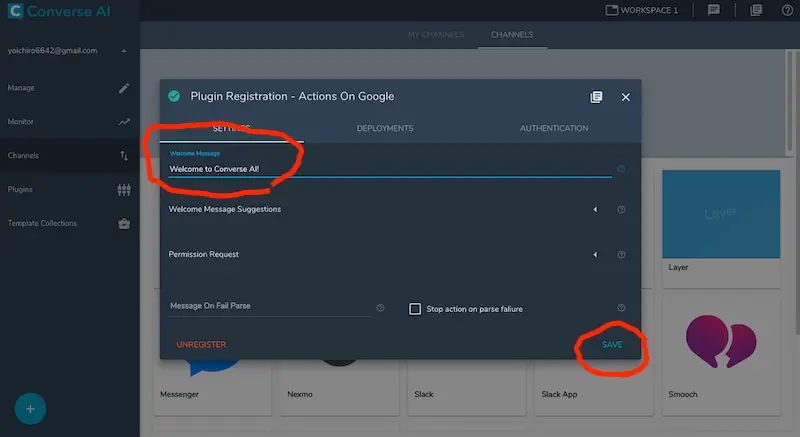 Converse AI
WORKSPACE 1
yoichiro6642@gmail.com
MY CHANNELS
CHANNELS
Manage
Monitor
Channels
Plugins
Template Collections
Plugin Registration - Actions On Google
SETTINGS
DEPLOYMENTS
AUTHENTICATION
Welcome Message
Welcome to Converse AI!
Welcome Message Suggestions
Permission Request
Message On Fail Parse
Stop action on parse faliure
UNREGISTER
SAVE
Layer
Layer
Messenger
Nexmo
Slack
Slack App
Smooch